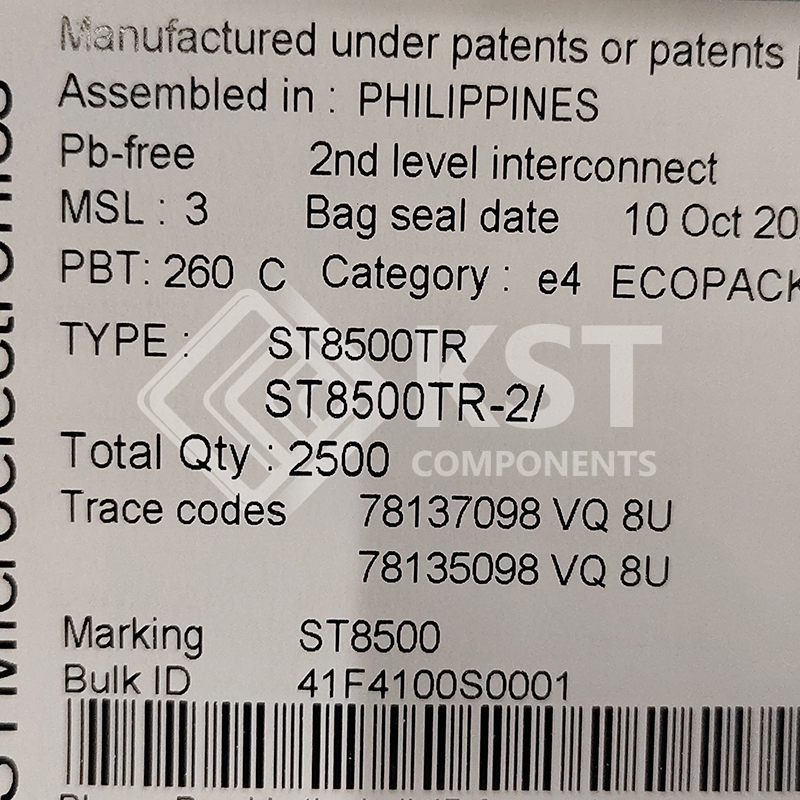 Manufactured under patents or patents
Assembled in : PHILIPPINES
Pb-free 2nd level interconnect
MSL : 3 Bag seal date 10 Oct 20
PBT: 260 C Category : e4 ECOPACK
TYPE : ST8500TR
ST8500TR-2/
Total Qty : 2500
Trace codes 78137098 VQ 8U
78135098 VQ 8U
Marking ST8500
Bulk ID 41F4100S0001
KST
COMPONENTS
STMicroelectronics